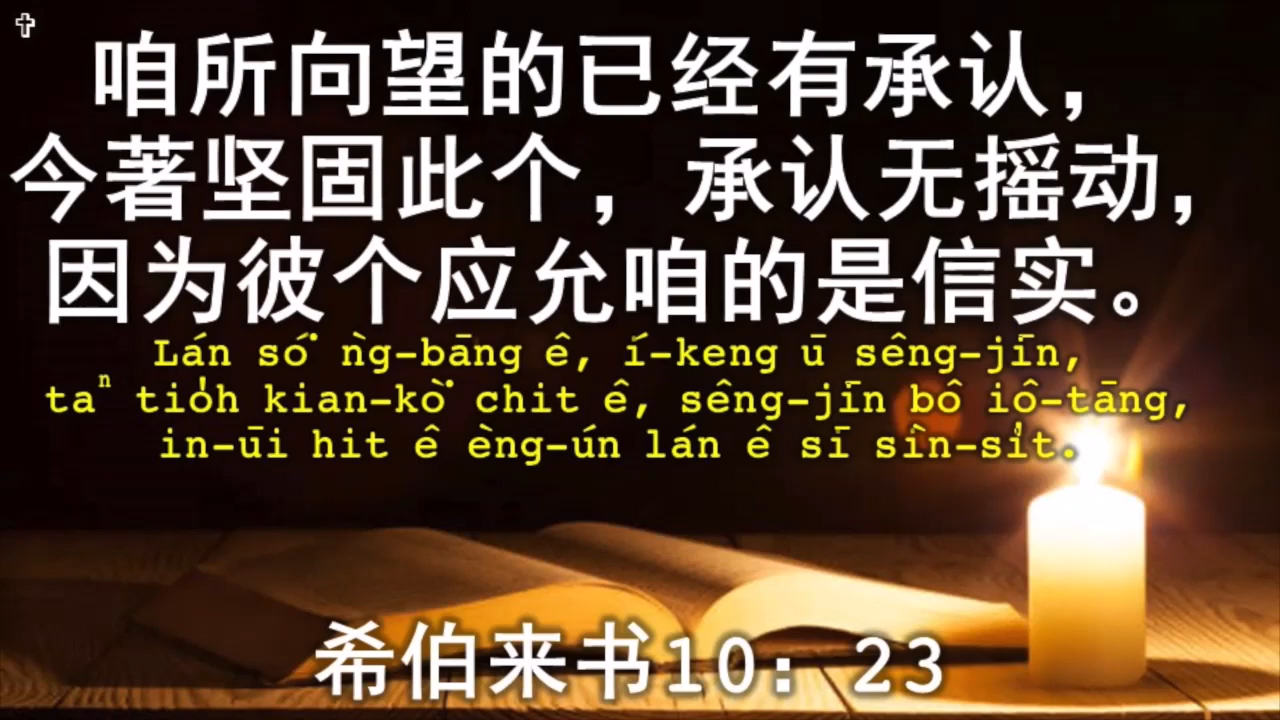 咱所向望的已经有承认，
今著坚固此个，承认无摇动，
因为彼个应允咱的是信实。
Lán só͘ ǹg-bāng ê, í-keng ū sêng-jīn,
taⁿ tio̍h kian-kò͘ chit ê, sêng-jīn bô iô-tāng,
in-ūi hit ê èng-ún lán ê sī sìn-si̍t.
希伯来书10：23